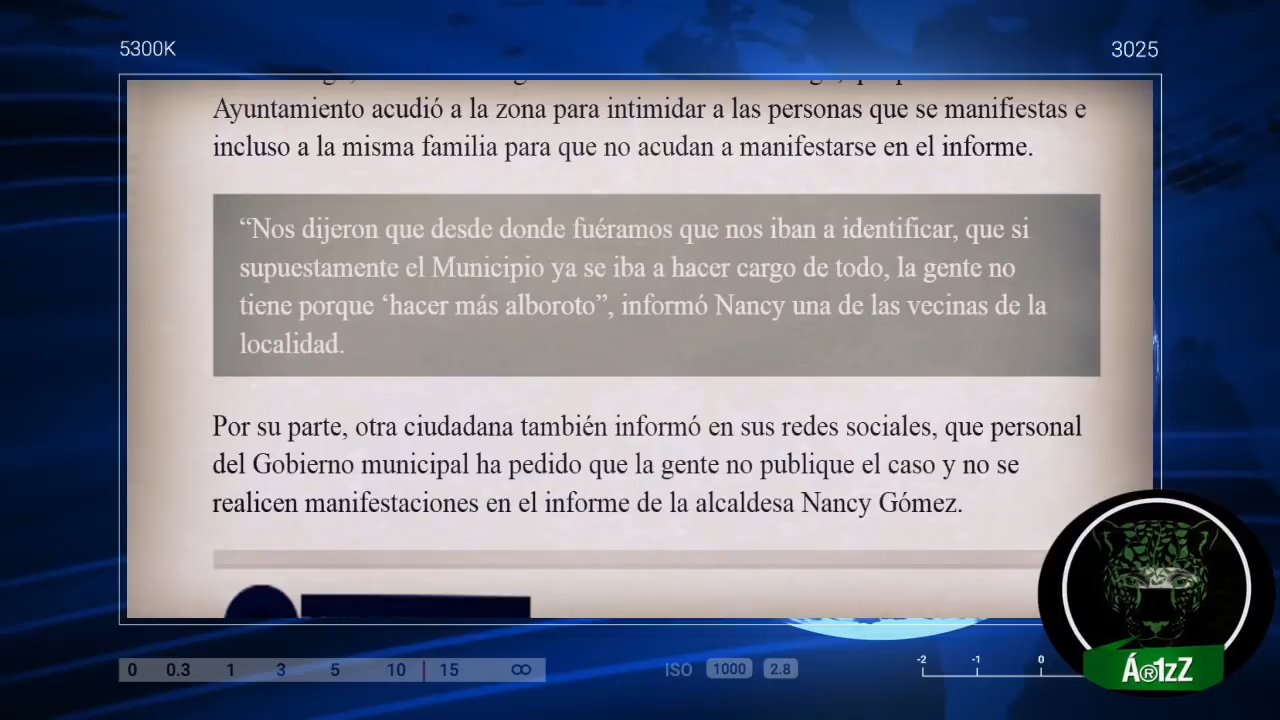 5300K
3025
Ayuntamiento acudió a la zona para intimidar a las personas que se manifiestas e
incluso a la misma familia para que no acudan a manifestarse en el informe.
“Nos dijeron que desde donde fuéramos que nos iban a identificar, que si
supuestamente el Municipio ya se iba a hacer cargo de todo, la gente no
tiene porque ‘hacer más alboroto”, informó Nancy una de las vecinas de la
localidad.
Por su parte, otra ciudadana también informó en sus redes sociales, que personal
del Gobierno municipal ha pedido que la gente no publique el caso y no se
realicen manifestaciones en el informe de la alcaldesa Nancy Gómez.
0 0.3 1 3 5 10 15 ∞
ISO 1000 2.8
-2 -1 0
Á®1zZ